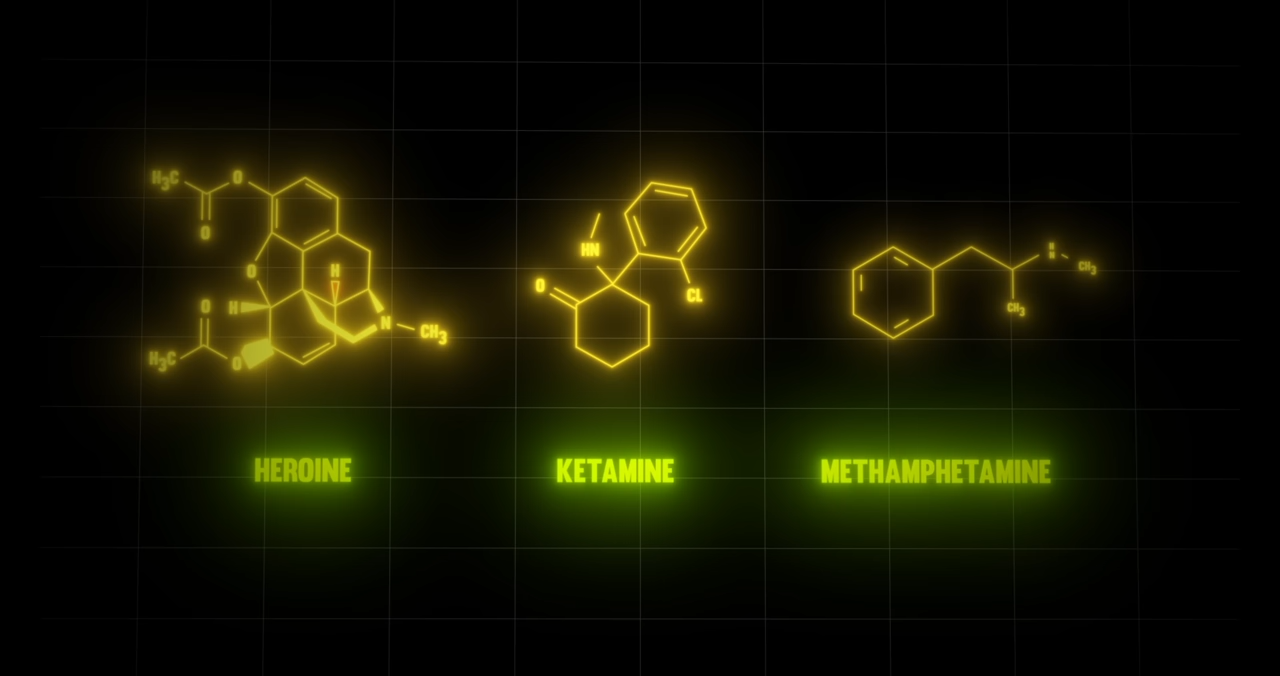 H3C
O
O
O
H
O
H
N
CH3
H3C
O
HN
O
CL
H
N
CH3
CH3
HEROINE
KETAMINE
METHAMPHETAMINE